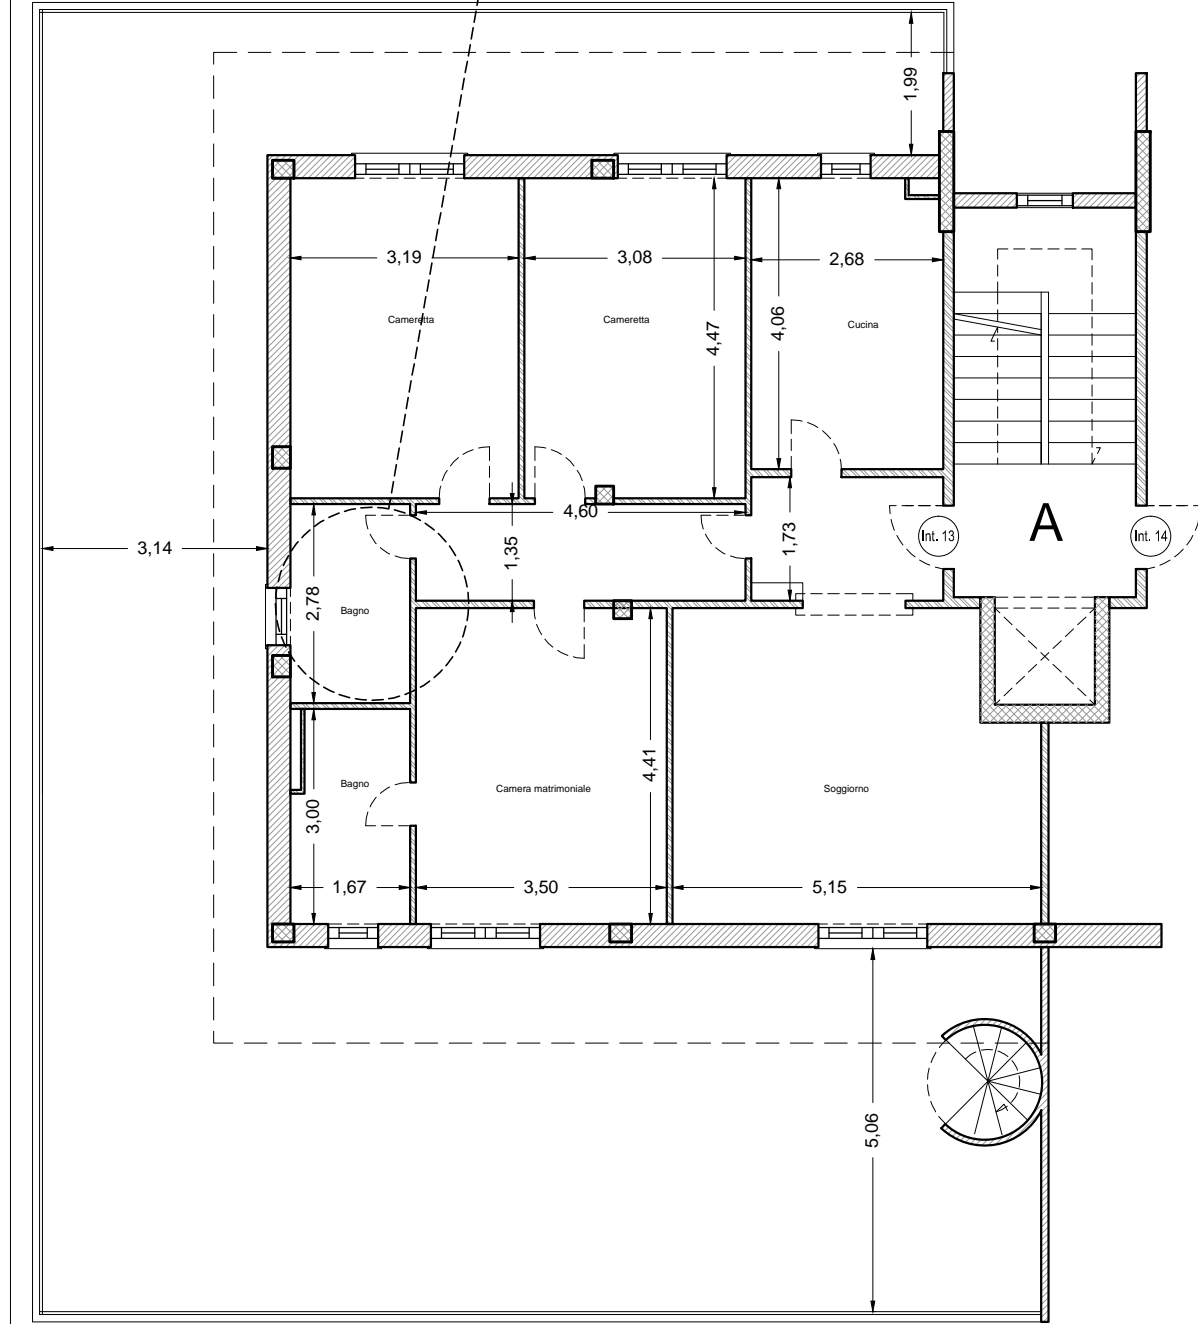 1,99
3,19
3,08
2,68
Cameretta
Cameretta
Cucina
4,47
4,06
4,60
1,35
1,73
Int. 13
A
Int. 14
3,14
2,78
Bagno
4,41
Bagno
Camera matrimoniale
Soggiorno
3,00
1,67
3,50
5,15
5,06